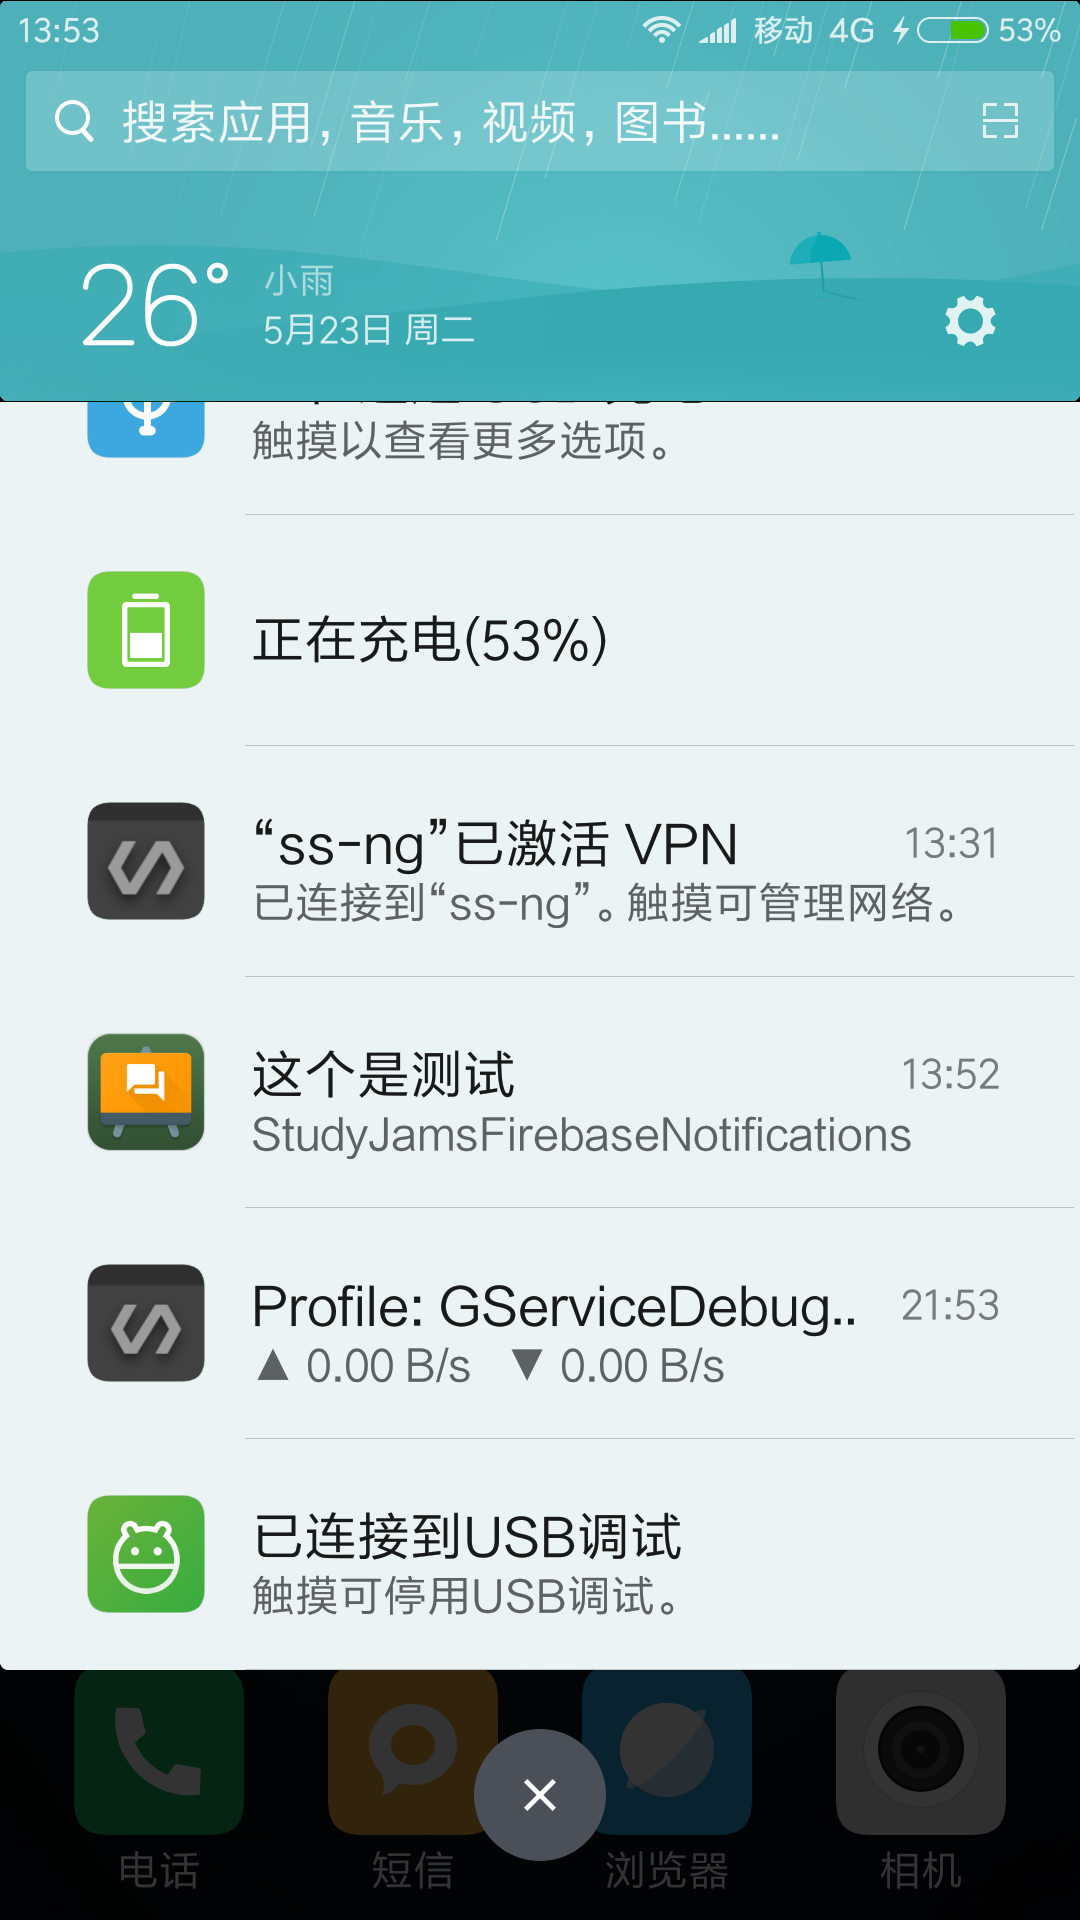 13:53
移动 4G 53%
搜索应用，音乐，视频，图书......
26°
小雨
5月23日 周二
触摸以查看更多选项。
正在充电(53%)
“ss-ng”已激活 VPN
13:31
已连接到“ss-ng”。触摸可管理网络。
这个是测试
13:52
StudyJamsFirebaseNotifications
Profile: GServiceDebug..
21:53
▲ 0.00 B/s ▼ 0.00 B/s
已连接到USB调试
触摸可停用USB调试。
电话
短信
浏览器
相机